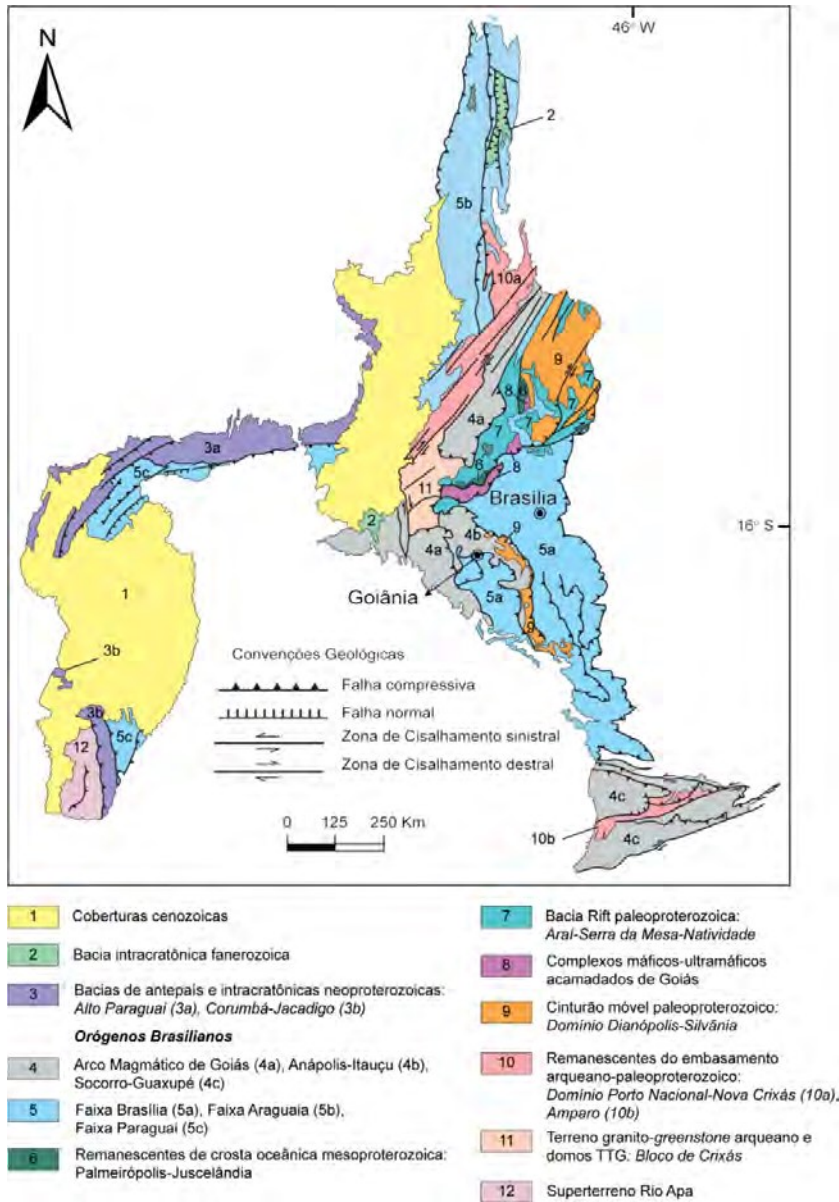 46° W
N
2
5b
10a
9
8
6
7
7
4a
7
3a
5c
6
8
11
Brasília
16° S
2
9
4b
4a
5a
Goiânia
5a
1
9
3b
Convenções Geológicas
Falha compressiva
3b
Falha normal
5c
12
Zona de Cisalhamento sinistral
Zona de Cisalhamento destral
4c
0 125 250 Km
10b
4c
1 Coberturas cenozoicas
2 Bacia intracratônica fanerozoica
3 Bacias de antepaís e intracratônicas neoproterozoicas:
Alto Paraguai (3a), Corumbá-Jacadigo (3b)
Orógenos Brasilianos
4 Arco Magmático de Goiás (4a), Anápolis-Itauçu (4b),
Socorro-Guaxupé (4c)
5 Faixa Brasília (5a), Faixa Araguaia (5b),
Faixa Paraguai (5c)
6 Remanescentes de crosta oceânica mesoproterozoica:
Palmeirópolis-Juscelândia
7 Bacia Rift paleoproterozoica:
Araí-Serra da Mesa-Natividade
8 Complexos máficos-ultramáficos
acamadados de Goiás
9 Cinturão móvel paleoproterozoico:
Domínio Dianópolis-Silvânia
10 Remanescentes do embasamento
arqueano-paleoproterozoico:
Domínio Porto Nacional-Nova Crixás (10a),
Amparo (10b)
11 Terreno granito-greenstone arqueano e
domos TTG: Bloco de Crixás
12 Superterreno Rio Apa